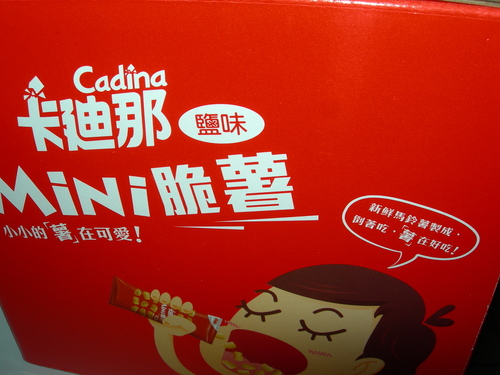 Cadina
卡迪那
鹽味
MiNi脆薯
小小的「薯」在可愛！
新鮮馬鈴薯製成，
倒著吃，「薯」在好吃！